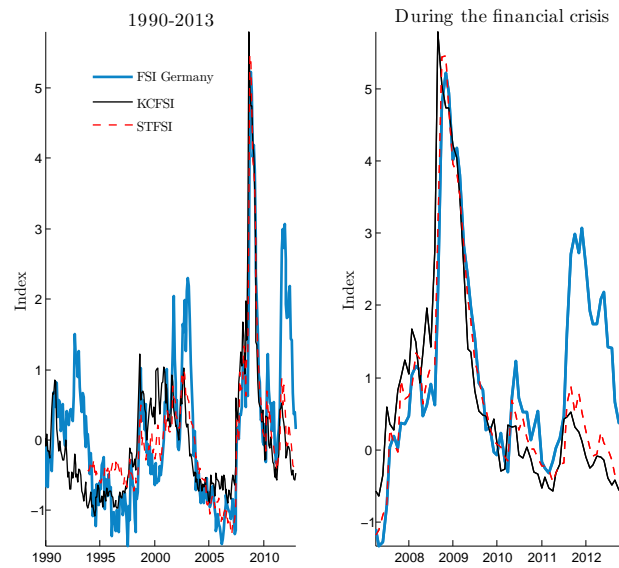 1990-2013
During the financial crisis
FSI Germany
KCFSI
STFSI
Index
5
4
3
2
1
0
−1
1990 1995 2000 2005 2010
Index
5
4
3
2
1
0
−1
2008 2009 2010 2011 2012